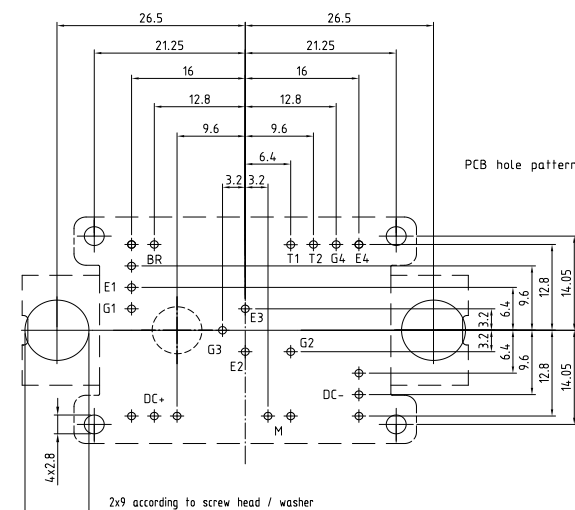 26.5 26.5
21.25 21.25
16 16
12.8 12.8
9.6 9.6
6.4
PCB hole pattern
3.2 3.2
BR T1 T2 G4 E4
E1
G1
E3
G3
G2
E2
DC-
DC+
M
3.2 6.4 9.6 12.8 14.05
3.2 6.4 9.6 12.8 14.05
4x2.8
2x9 according to screw head / washer